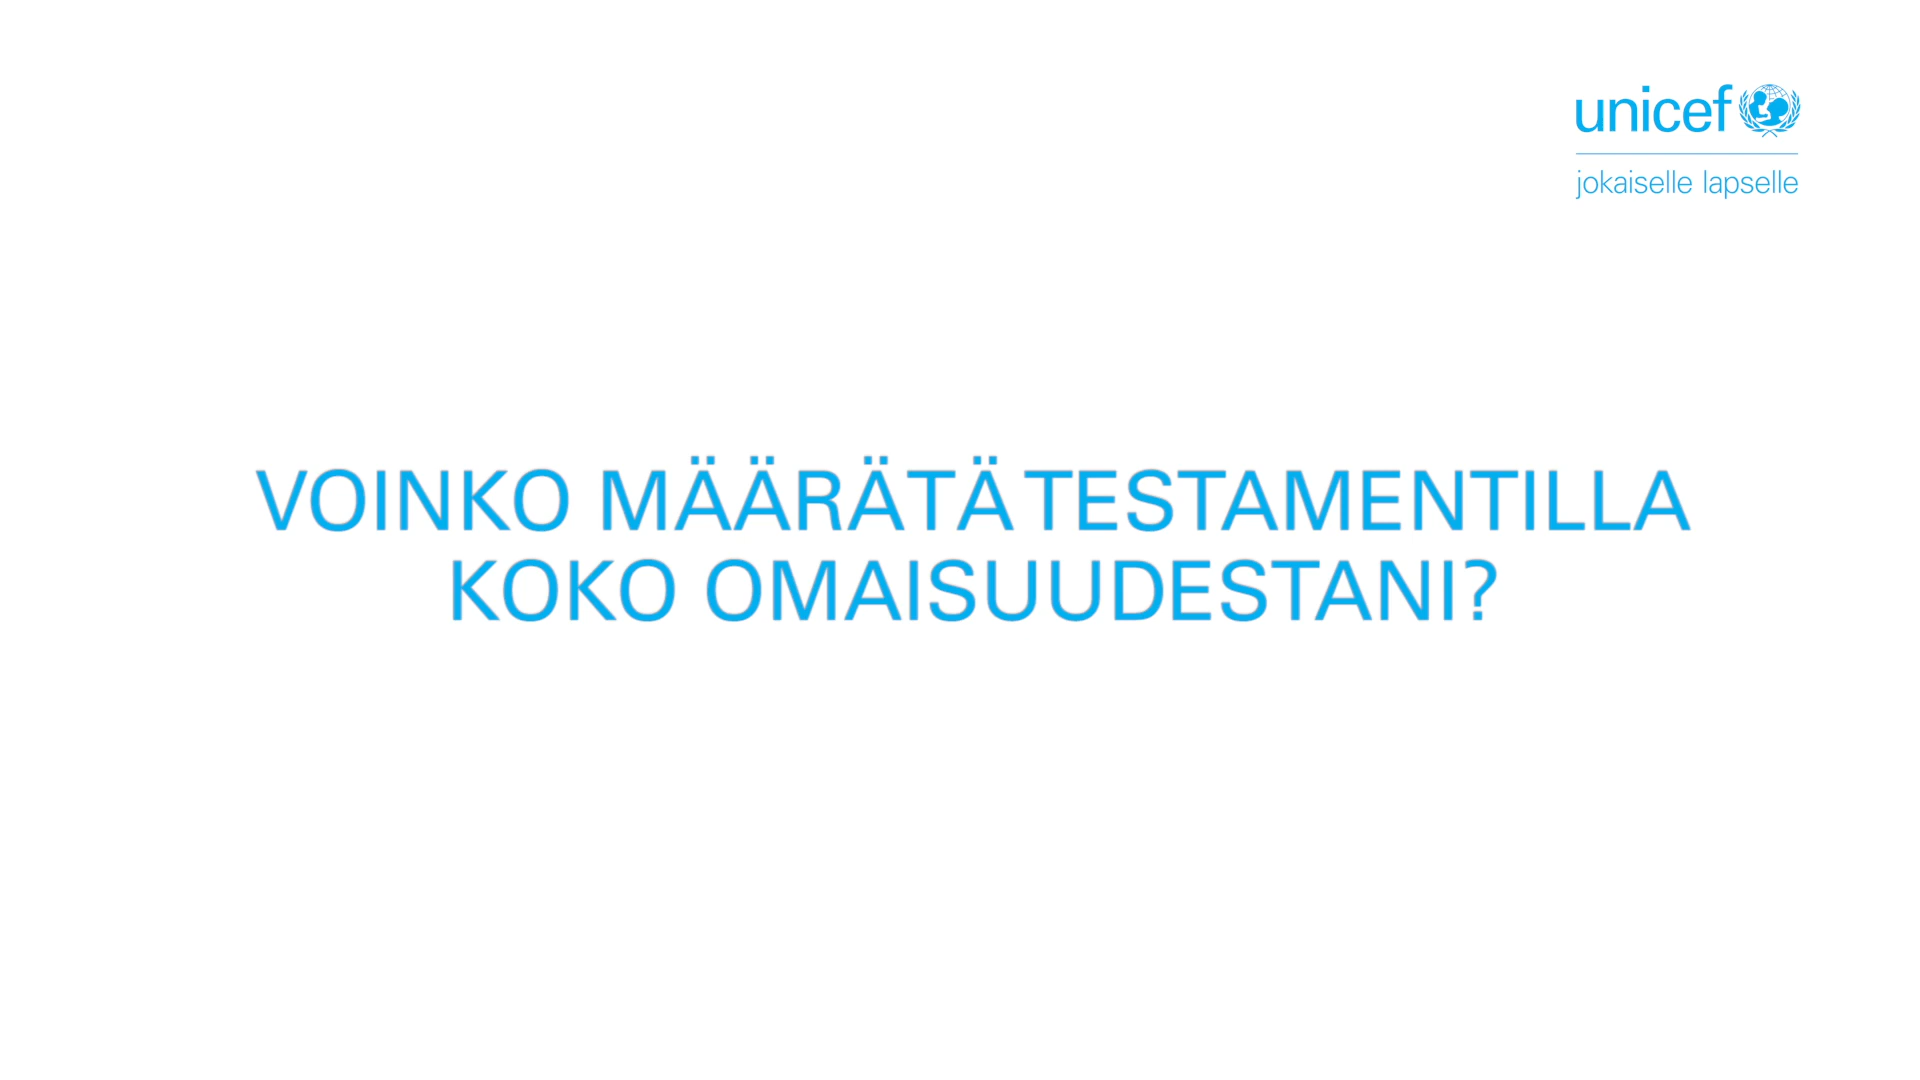 unicef
jokaiselle lapselle
VOINKO MÄÄRÄTÄ TESTAMENTILLA
KOKO OMAISUUDESTANI?